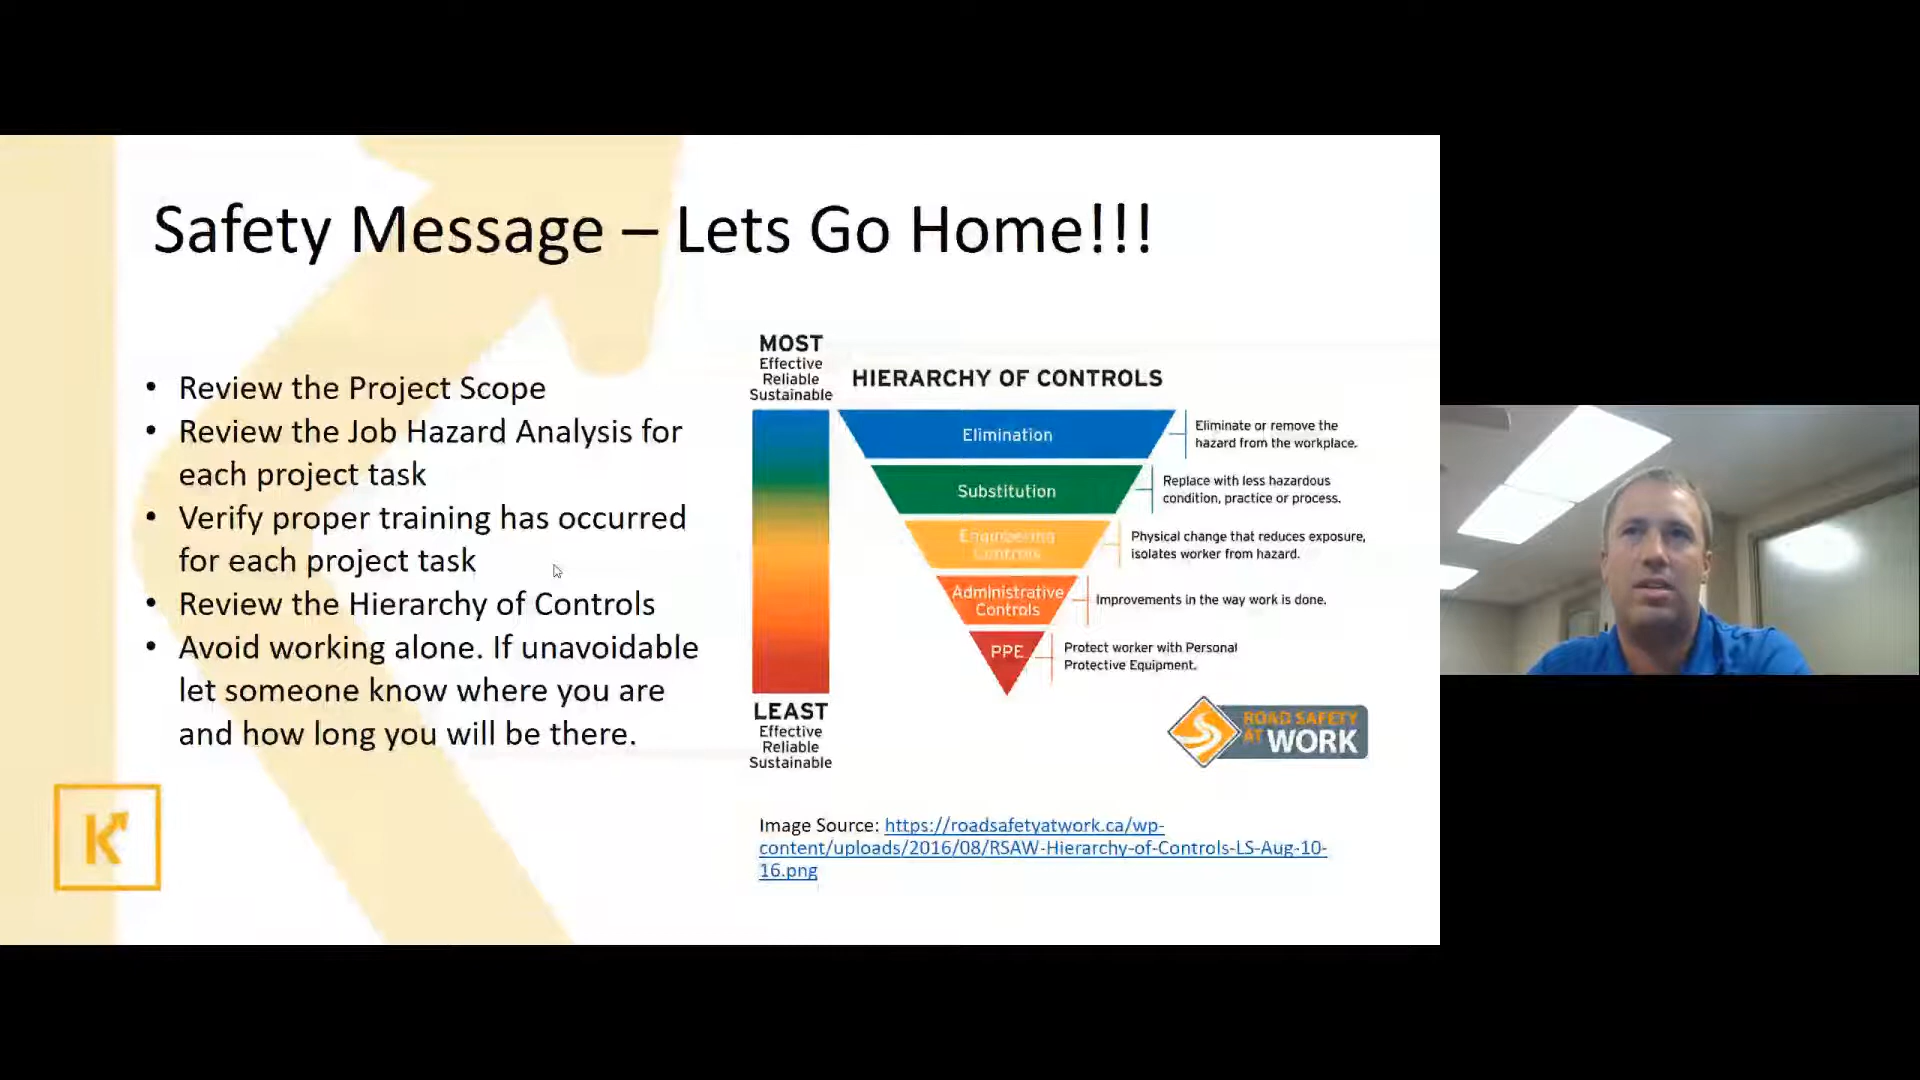 Safety Message – Lets Go Home!!!
• Review the Project Scope
• Review the Job Hazard Analysis for
each project task
• Verify proper training has occurred
for each project task
• Review the Hierarchy of Controls
• Avoid working alone. If unavoidable
let someone know where you are
and how long you will be there.
K
MOST
Effective
Reliable
Sustainable
HIERARCHY OF CONTROLS
Elimination
Eliminate or remove the
hazard from the workplace.
Substitution
Replace with less hazardous
condition, practice or process.
Engineering
Controls
Physical change that reduces exposure,
isolates worker from hazard.
Administrative
Controls
Improvements in the way work is done.
PPE
Protect worker with Personal
Protective Equipment.
LEAST
Effective
Reliable
Sustainable
ROAD SAFETY
AT WORK
Image Source: https://roadsafetyatwork.ca/wp-
content/uploads/2016/08/RSAW-Hierarchy-of-Controls-LS-Aug-10-
16.png